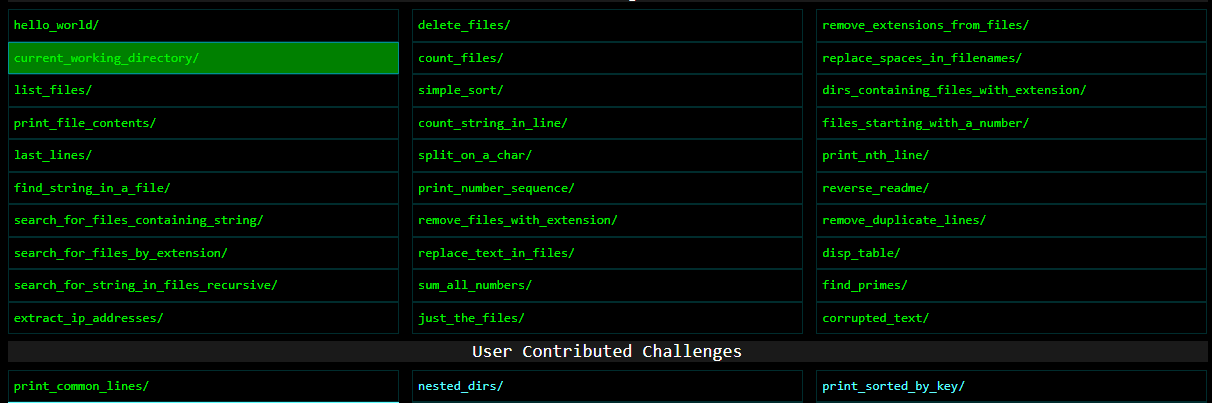 hello_world/
delete_files/
remove_extensions_from_files/
current_working_directory/
count_files/
replace_spaces_in_filenames/
list_files/
simple_sort/
dirs_containing_files_with_extension/
print_file_contents/
count_string_in_line/
files_starting_with_a_number/
last_lines/
split_on_a_char/
print_nth_line/
find_string_in_a_file/
print_number_sequence/
reverse_readme/
search_for_files_containing_string/
remove_files_with_extension/
remove_duplicate_lines/
search_for_files_by_extension/
replace_text_in_files/
disp_table/
search_for_string_in_files_recursive/
sum_all_numbers/
find_primes/
extract_ip_addresses/
just_the_files/
corrupted_text/
User Contributed Challenges
print_common_lines/
nested_dirs/
print_sorted_by_key/